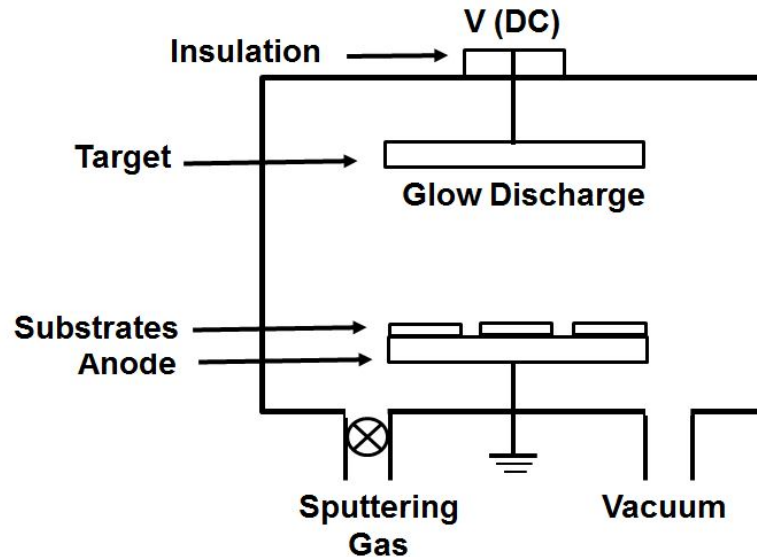 V (DC)
Insulation
Target
Glow Discharge
Substrates
Anode
Sputtering
Gas
Vacuum